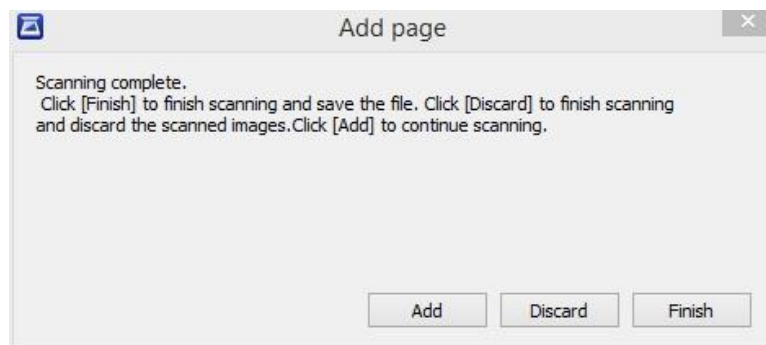 Add page
Scanning complete.
Click [Finish] to finish scanning and save the file. Click [Discard] to finish scanning
and discard the scanned images.Click [Add] to continue scanning.
Add Discard Finish